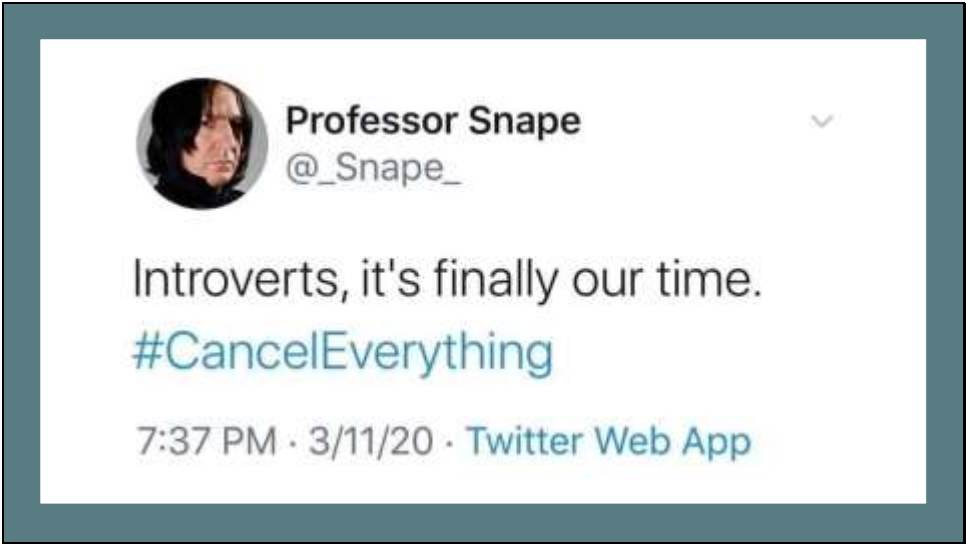 Professor Snape
@_Snape_
Introverts, it's finally our time.
#CancelEverything
7:37 PM · 3/11/20 · Twitter Web App